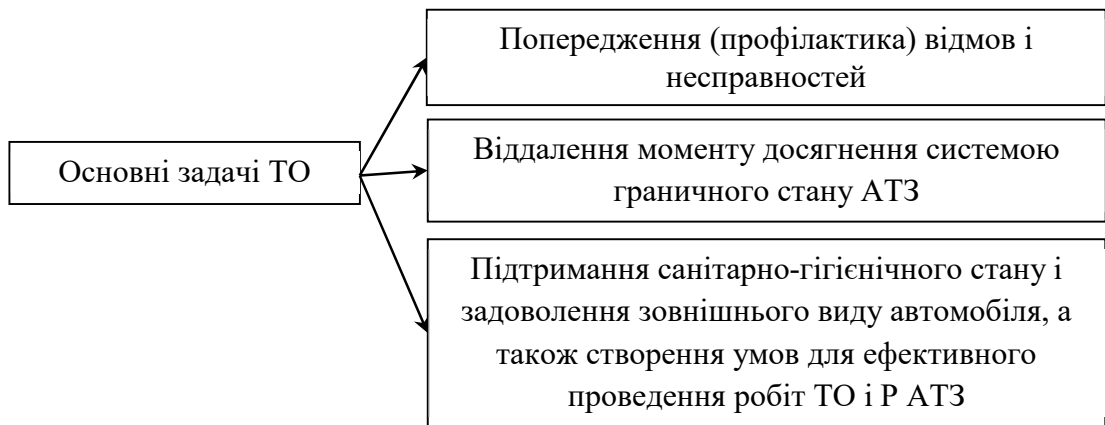 Основні задачі ТО
Попередження (профілактика) відмов і
несправностей
Віддалення моменту досягнення системою
граничного стану АТЗ
Підтримання санітарно-гігієнічного стану і
задоволення зовнішнього виду автомобіля, а
також створення умов для ефективного
проведення робіт ТО і Р АТЗ